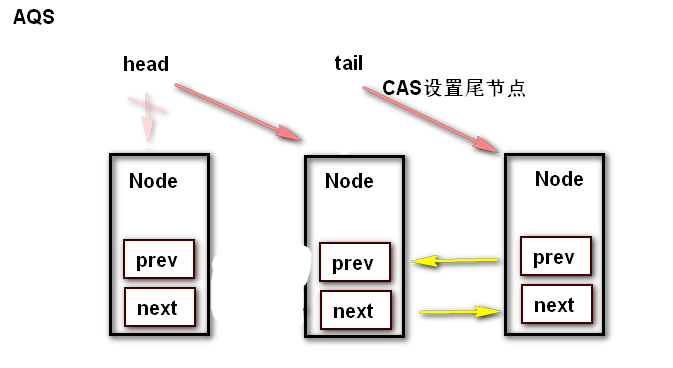 AQS
head
tail
CAS设置尾节点
Node
Node
Node
prev
prev
prev
next
next
next